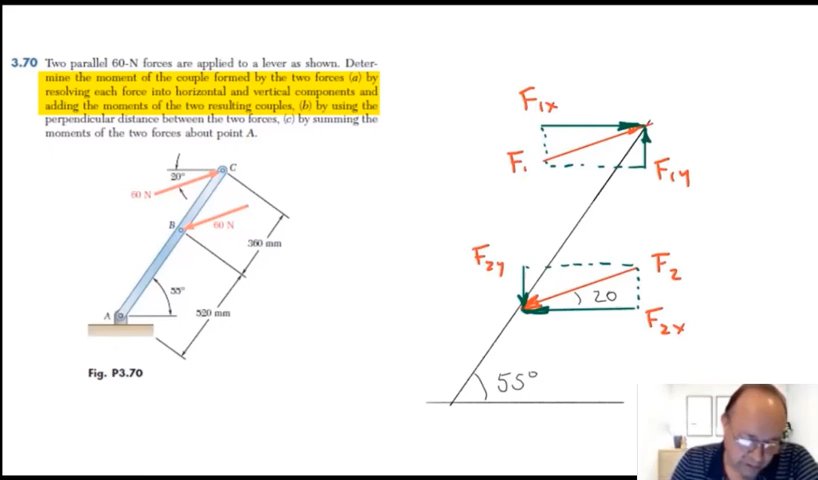 3.70 Two parallel 60-N forces are applied to a lever as shown. Deter-
mine the moment of the couple formed by the two forces (a) by
resolving each force into horizontal and vertical components and
adding the moments of the two resulting couples, (b) by using the
perpendicular distance between the two forces, (c) by summing the
moments of the two forces about point A.
C
20°
60 N
B
60 N
360 mm
55°
A
520 mm
Fig. P3.70
F1x
F1
F1y
F2y
F2
20
F2x
55°